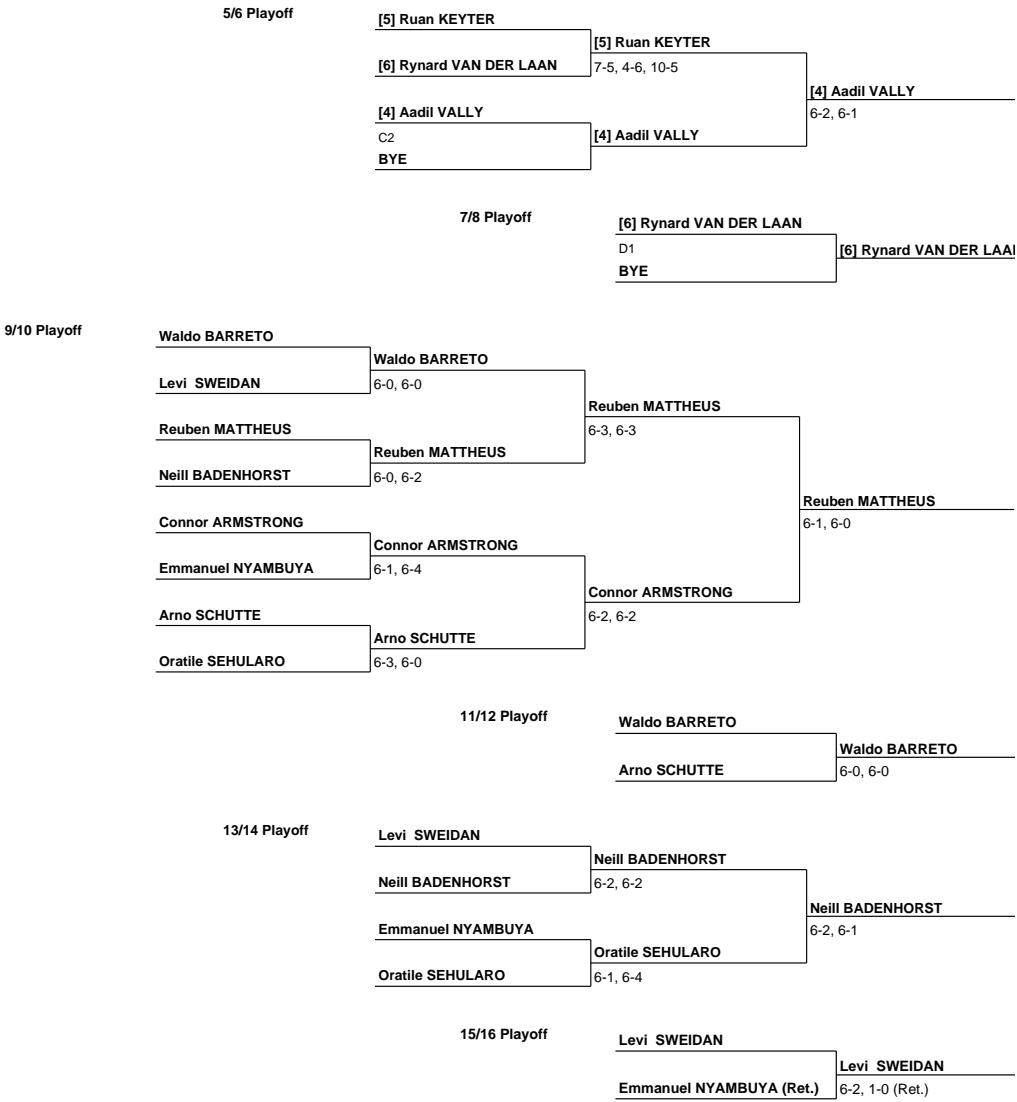 5/6 Playoff
[5] Ruan KEYTER
[5] Ruan KEYTER
[6] Rynard VAN DER LAAN
7-5, 4-6, 10-5
[4] Aadil VALLY
6-2, 6-1
[4] Aadil VALLY
C2
[4] Aadil VALLY
BYE
7/8 Playoff
[6] Rynard VAN DER LAAN
D1
[6] Rynard VAN DER LAAN
BYE
9/10 Playoff
Waldo BARRETO
Waldo BARRETO
Levi SWEIDAN
6-0, 6-0
Reuben MATTHEUS
6-3, 6-3
Reuben MATTHEUS
Reuben MATTHEUS
Neill BADENHORST
6-0, 6-2
Reuben MATTHEUS
6-1, 6-0
Connor ARMSTRONG
Connor ARMSTRONG
Emmanuel NYAMBUYA
6-1, 6-4
Connor ARMSTRONG
6-2, 6-2
Arno SCHUTTE
Arno SCHUTTE
Oratile SEHULARO
6-3, 6-0
11/12 Playoff
Waldo BARRETO
Waldo BARRETO
Arno SCHUTTE
6-0, 6-0
13/14 Playoff
Levi SWEIDAN
Neill BADENHORST
Neill BADENHORST
6-2, 6-2
Neill BADENHORST
6-2, 6-1
Emmanuel NYAMBUYA
Oratile SEHULARO
Oratile SEHULARO
6-1, 6-4
15/16 Playoff
Levi SWEIDAN
Levi SWEIDAN
Emmanuel NYAMBUYA (Ret.)
6-2, 1-0 (Ret.)